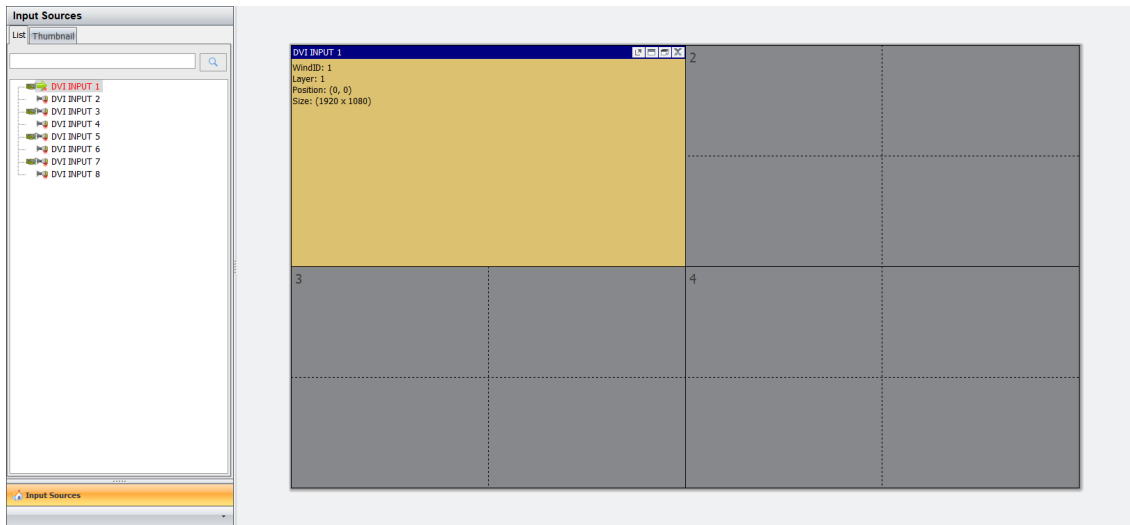 Input Sources
List Thumbnail
DVI INPUT 1
DVI INPUT 2
DVI INPUT 3
DVI INPUT 4
DVI INPUT 5
DVI INPUT 6
DVI INPUT 7
DVI INPUT 8
Input Sources
DVI INPUT 1
WindID: 1
Layer: 1
Position: (0, 0)
Size: (1920 x 1080)
2
3
4